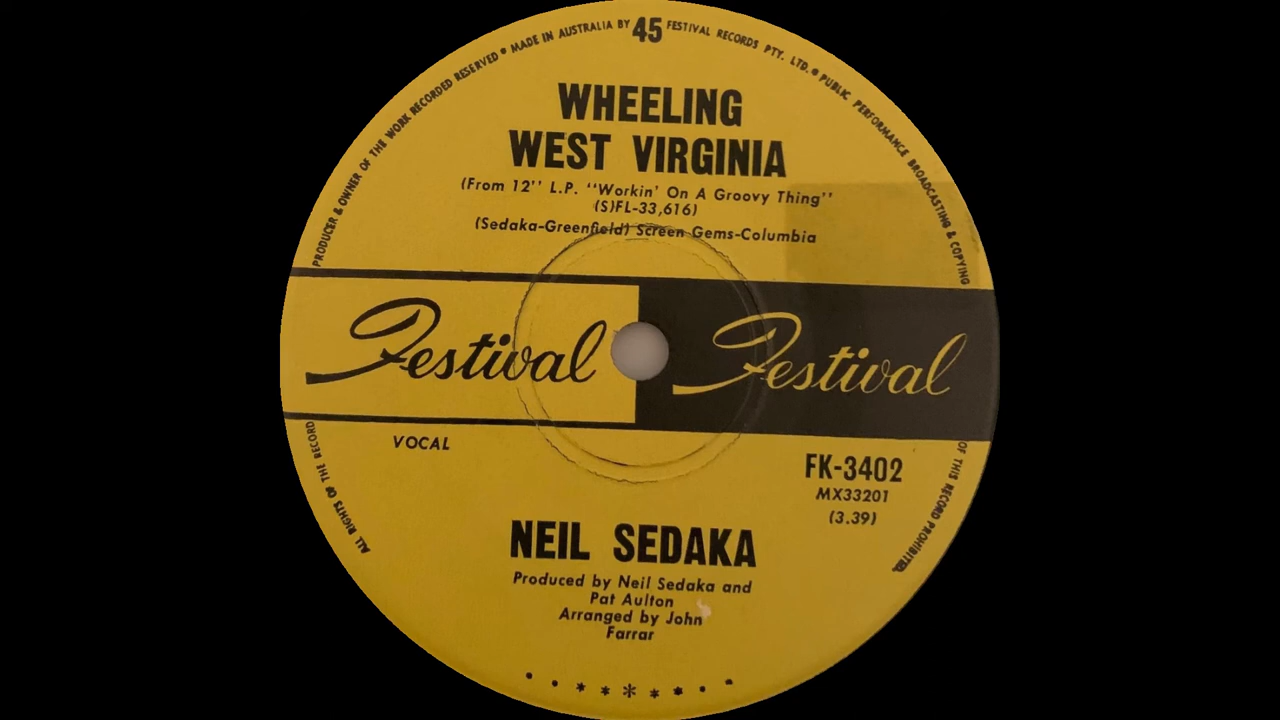 PRODUCER & OWNER OF THE WORK RECORDED RESERVED • MADE IN AUSTRALIA BY 45 FESTIVAL RECORDS PTY. LTD. • PUBLIC PERFORMANCE BROADCASTING & COPYING
WHEELING
WEST VIRGINIA
(From 12'' L.P. "Workin' On A Groovy Thing"
(S)FL-33,616)
(Sedaka-Greenfield) Screen Gems-Columbia
Festival Festival
VOCAL
FK-3402
MX33201
(3.39)
NEIL SEDAKA
Produced by Neil Sedaka and
Pat Aulton
Arranged by John
Farrar
ALL RIGHTS OF THE RECORD
OF THIS RECORD PROHIBITED